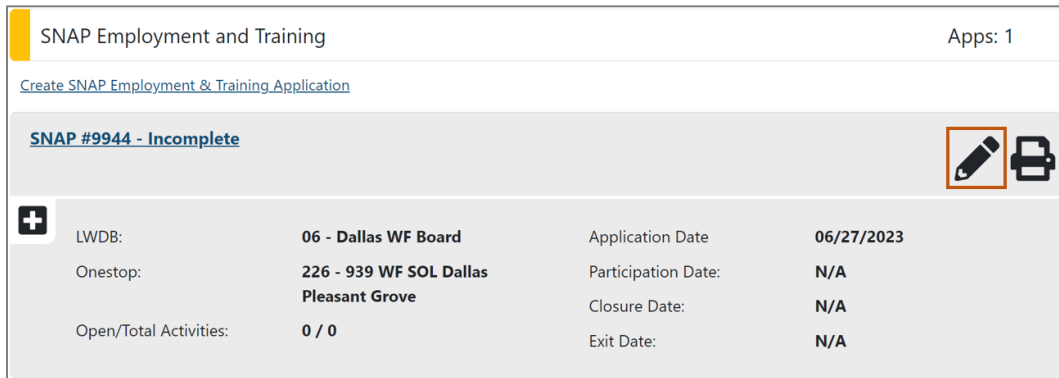 SNAP Employment and Training Apps: 1
Create SNAP Employment & Training Application
SNAP #9944 - Incomplete
LWDB: 06 - Dallas WF Board Application Date 06/27/2023
Onestop: 226 - 939 WF SOL Dallas Participation Date: N/A
Pleasant Grove
Closure Date: N/A
Open/Total Activities: 0 / 0
Exit Date: N/A